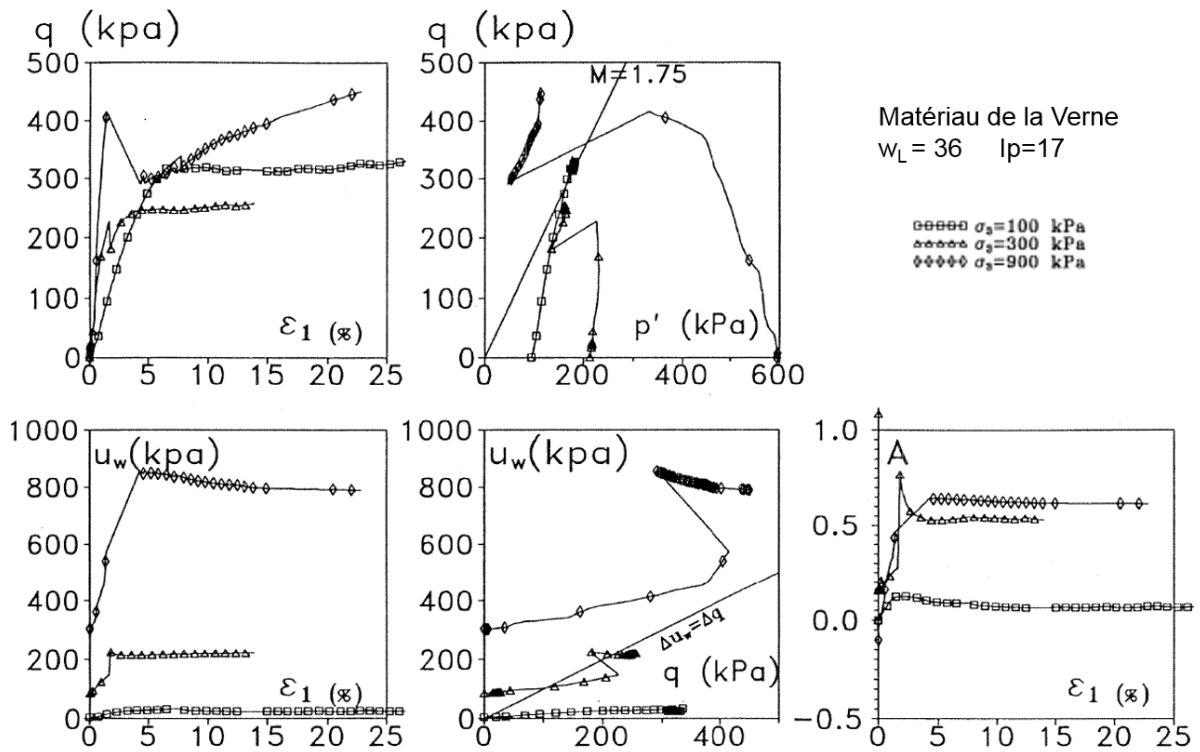 q (kpa)
q (kpa)
500
400
300
200
100
0
0 5 10 15 20 25
ε1 (%)
500
400
300
200
100
0
0 200 400 600
M=1.75
p' (kPa)
Matériau de la Verne
wL = 36 Ip=17
σ3=100 kPa
σ3=300 kPa
σ3=900 kPa
1000
800
600
400
200
0
uw(kpa)
ε1 (%)
0 5 10 15 20 25
1000
800
600
400
200
0
uw(kpa)
Δuw=Δq
q (kPa)
0 200 400
1.0
0.5
0.0
−0.5
A
ε1 (%)
0 5 10 15 20 25